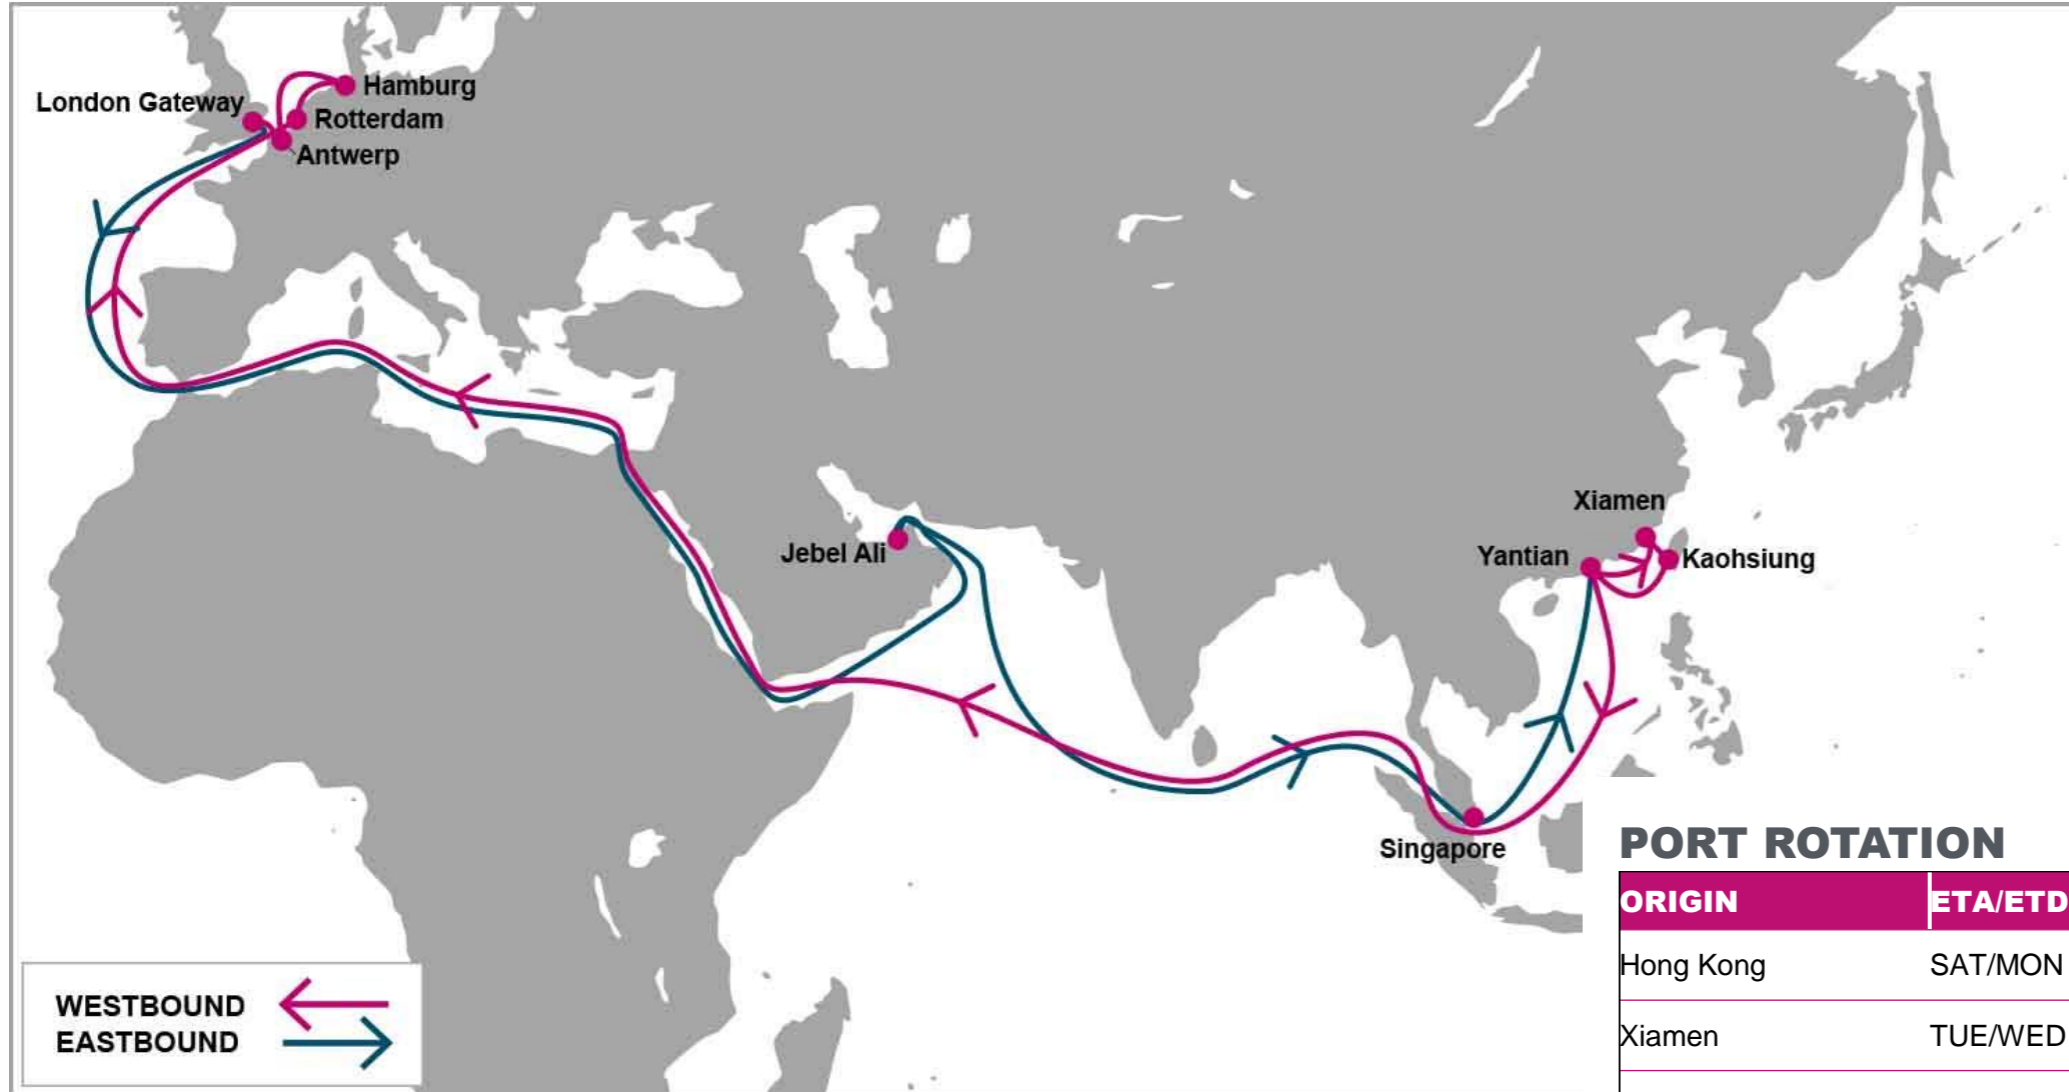 Hamburg
London Gateway
Rotterdam
Antwerp
Xiamen
Jebel Ali
Yantian
Kaohsiung
Singapore
PORT ROTATION
ORIGIN ETA/ETD
Hong Kong SAT/MON
Xiamen TUE/WED
WESTBOUND
EASTBOUND